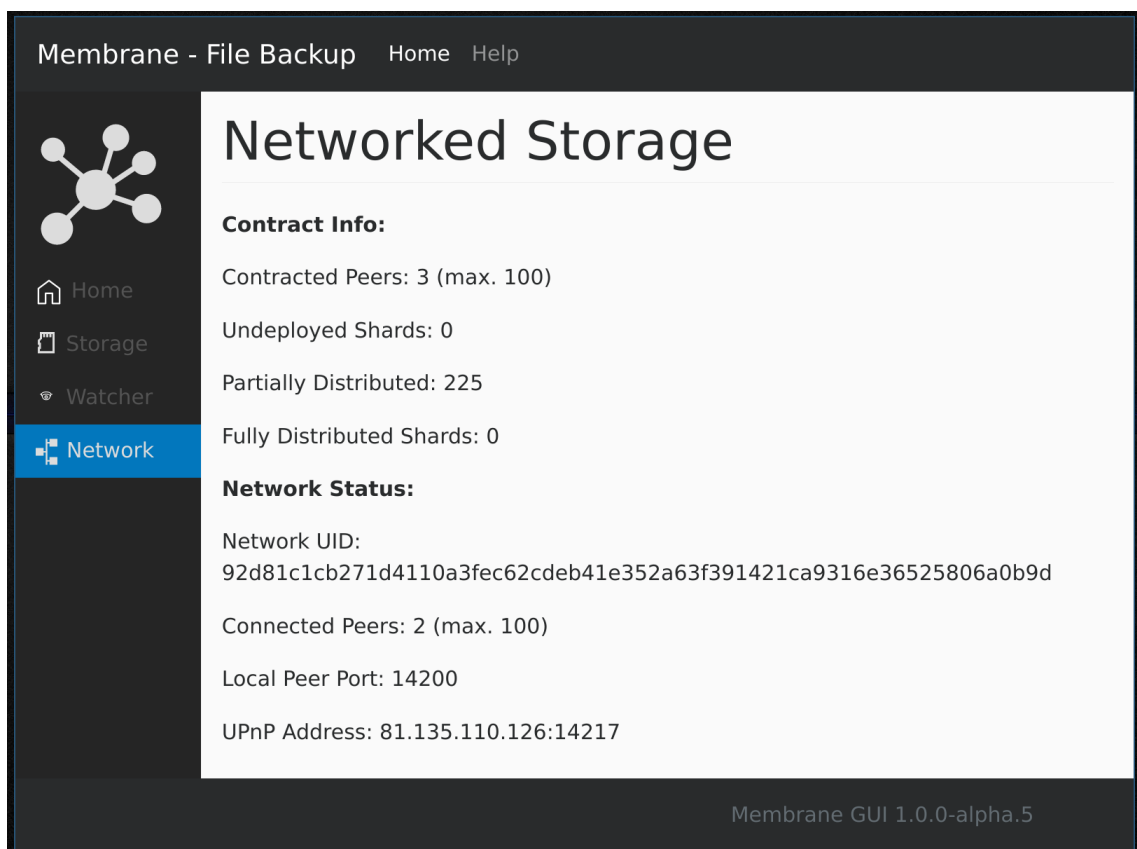 Membrane - File Backup Home Help
Networked Storage
Contract Info:
Contracted Peers: 3 (max. 100)
Undeployed Shards: 0
Partially Distributed: 225
Fully Distributed Shards: 0
Network Status:
Network UID:
92d81c1cb271d4110a3fec62cdeb41e352a63f391421ca9316e36525806a0b9d
Connected Peers: 2 (max. 100)
Local Peer Port: 14200
UPnP Address: 81.135.110.126:14217
Home
Storage
Watcher
Network
Membrane GUI 1.0.0-alpha.5